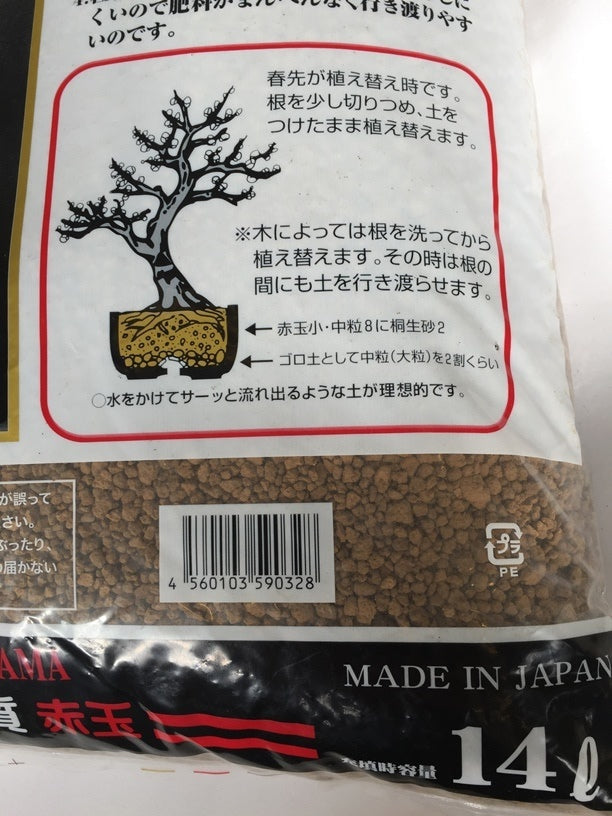 くいので肥料がまんべんなく行き渡りやす
いのです。
春先が植え替え時です。
根を少し切りつめ、土を
つけたまま植え替えます。
※木によっては根を洗ってから
植え替えます。その時は根の
間にも土を行き渡らせます。
赤玉小・中粒8に桐生砂2
ゴロ土として中粒(大粒)を2割くらい
○水をかけてサーッと流れ出るような土が理想的です。
が誤って
さい。
ぶったり、
届かない
4 560103 590328
プラ
PE
AMA
MADE IN JAPAN
質 赤玉
充填時容量 14ℓ